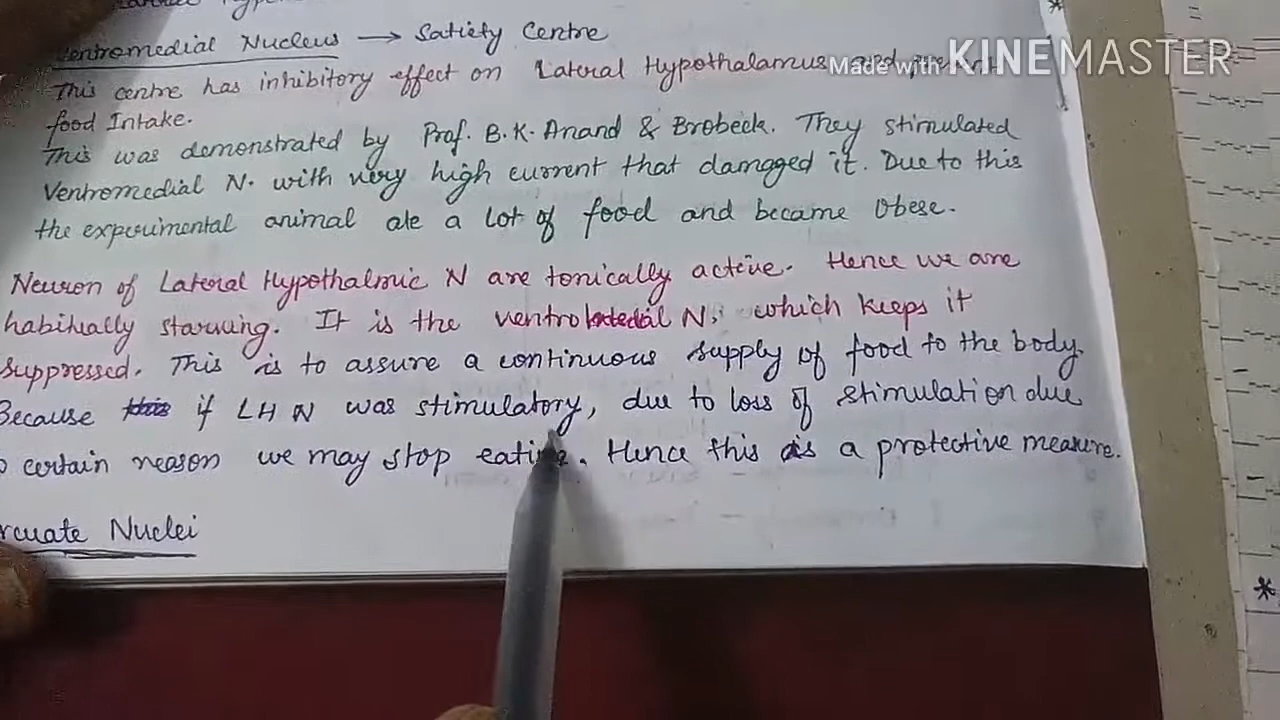 Ventromedial Nucleus → Satiety Centre
This centre has inhibitory effect on Lateral Hypothalamus and
Made with KINEMASTER
food Intake.
This was demonstrated by Prof. B.K. Anand & Brobeck. They stimulated
Ventromedial N. with very high current that damaged it. Due to this
the experimental animal ate a lot of food and became Obese.
Neuron of Lateral Hypothalmic N are tonically active. Hence we are
habitually starving. It is the ventro N, which keeps it
suppressed. This is to assure a continuous supply of food to the body.
Because this if LHN was stimulatory, due to loss of stimulation due
certain reason we may stop eating. Hence this is a protective measure.
rcuate Nuclei